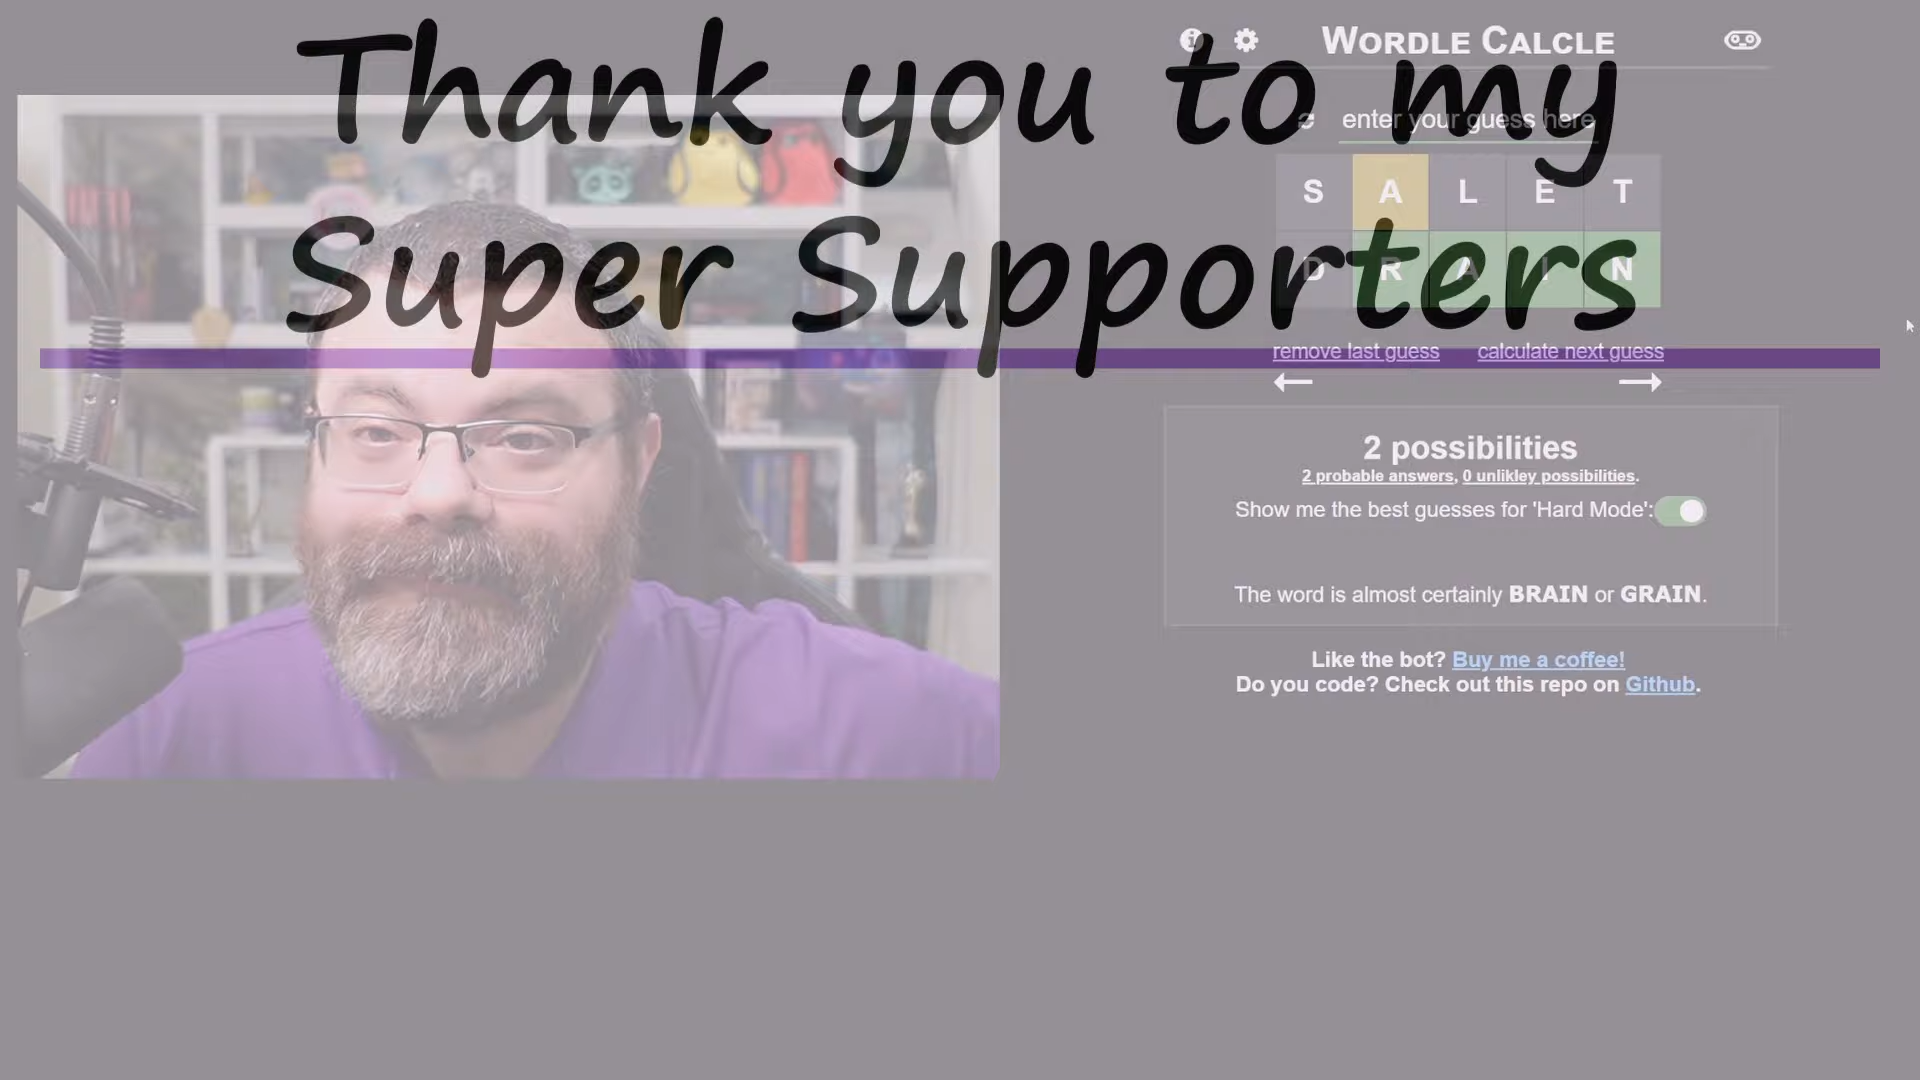 Thank you to my
Super Supporters
WORDLE CALCLE
enter your guess here
S A L E T
D R A I N
remove last guess calculate next guess
2 possibilities
2 probable answers, 0 unlikley possibilities.
Show me the best guesses for 'Hard Mode':
The word is almost certainly BRAIN or GRAIN.
Like the bot? Buy me a coffee!
Do you code? Check out this repo on Github.